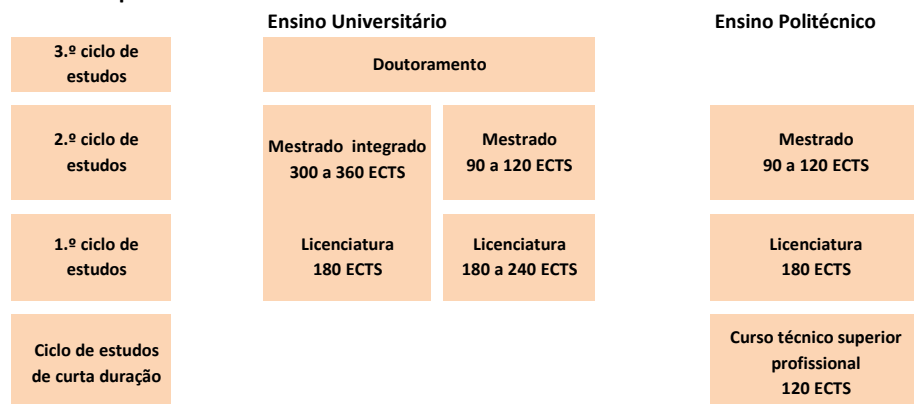 Ensino Universitário
Ensino Politécnico
3.º ciclo de
estudos
Doutoramento
2.º ciclo de
estudos
Mestrado integrado
300 a 360 ECTS
Mestrado
90 a 120 ECTS
Mestrado
90 a 120 ECTS
1.º ciclo de
estudos
Licenciatura
180 ECTS
Licenciatura
180 a 240 ECTS
Licenciatura
180 ECTS
Ciclo de estudos
de curta duração
Curso técnico superior
profissional
120 ECTS